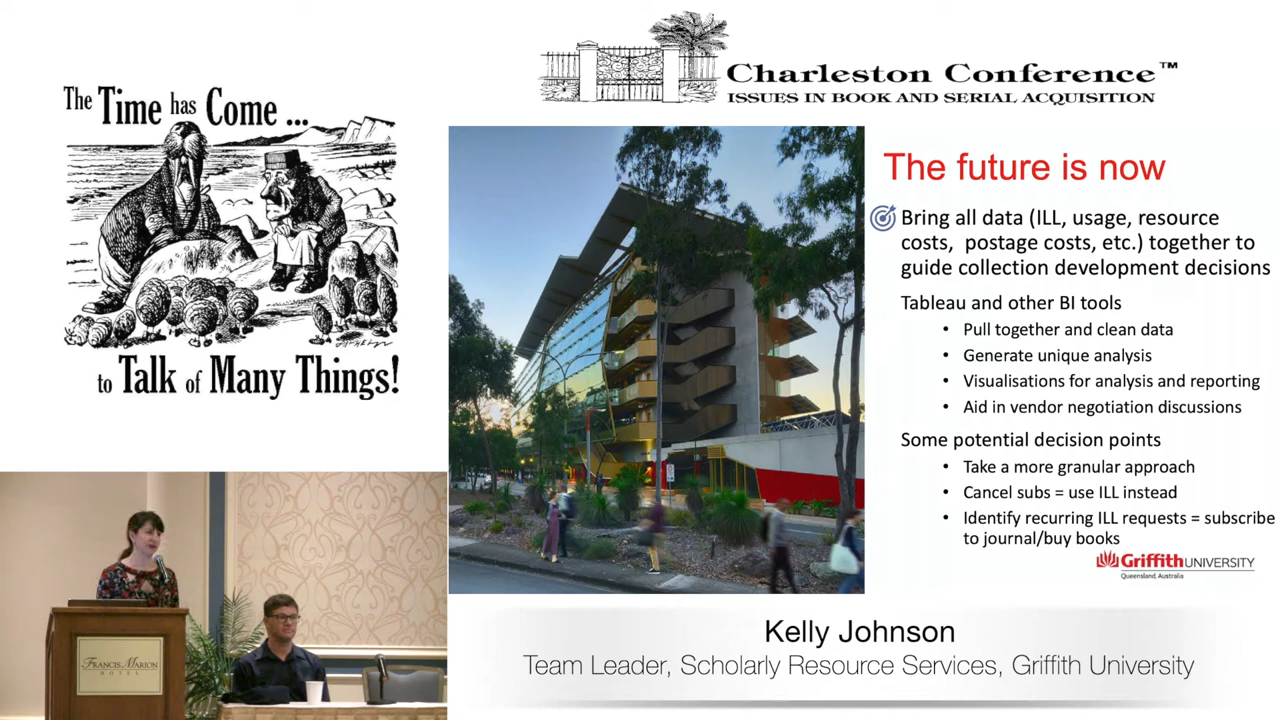 The Time has Come ...
to Talk of Many Things!
Charleston Conference™
ISSUES IN BOOK AND SERIAL ACQUISITION
The future is now
Bring all data (ILL, usage, resource
costs, postage costs, etc.) together to
guide collection development decisions
Tableau and other BI tools
• Pull together and clean data
• Generate unique analysis
• Visualisations for analysis and reporting
• Aid in vendor negotiation discussions
Some potential decision points
• Take a more granular approach
• Cancel subs = use ILL instead
• Identify recurring ILL requests = subscribe
to journal/buy books
Griffith UNIVERSITY
Queensland, Australia
FRANCIS MARION
HOTEL
Kelly Johnson
Team Leader, Scholarly Resource Services, Griffith University